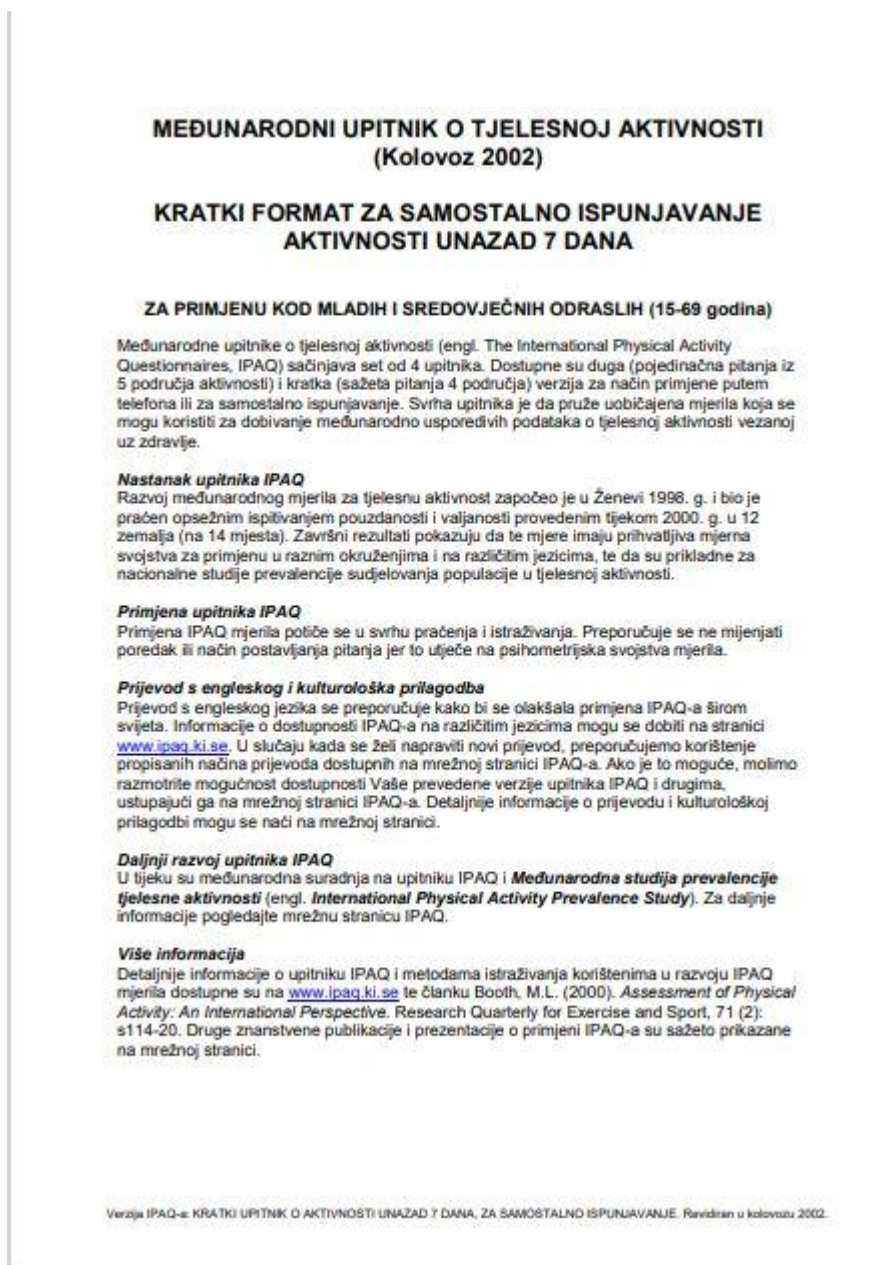 MEĐUNARODNI UPITNIK O TJELESNOJ AKTIVNOSTI
(Kolovoz 2002)
KRATKI FORMAT ZA SAMOSTALNO ISPUNJAVANJE
AKTIVNOSTI UNAZAD 7 DANA
ZA PRIMJENU KOD MLADIH I SREDOVJEČNIH ODRASLIH (15-69 godina)
Međunarodne upitnike o tjelesnoj aktivnosti (engl. The International Physical Activity
Questionnaires, IPAQ) sačinjava set od 4 upitnika. Dostupne su duga (pojedinačna pitanja iz
5 područja aktivnosti) i kratka (sažeta pitanja 4 područja) verzija za način primjene putem
telefona ili za samostalno ispunjavanje. Svrha upitnika je da pruže uobičajena mjerila koja se
mogu koristiti za dobivanje međunarodno usporedivih podataka o tjelesnoj aktivnosti vezanoj
uz zdravlje.
Nastanak upitnika IPAQ
Razvoj međunarodnog mjerila za tjelesnu aktivnost započeo je u Ženevi 1998. g. i bio je
praćen opsežnim ispitivanjem pouzdanosti i valjanosti provedenim tijekom 2000. g. u 12
zemalja (na 14 mjesta). Završni rezultati pokazuju da te mjere imaju prihvatljiva mjerna
svojstva za primjenu u raznim okruženjima i na različitim jezicima, te da su prikladne za
nacionalne studije prevalencije sudjelovanja populacije u tjelesnoj aktivnosti.
Primjena upitnika IPAQ
Primjena IPAQ mjerila potiče se u svrhu praćenja i istraživanja. Preporučuje se ne mijenjati
poredak ili način postavljanja pitanja jer to utječe na psihometrijska svojstva mjerila.
Prijevod s engleskog i kulturološka prilagodba
Prijevod s engleskog jezika se preporučuje kako bi se olakšala primjena IPAQ-a širom
svijeta. Informacije o dostupnosti IPAQ-a na različitim jezicima mogu se dobiti na stranici
www.ipaq.ki.se. U slučaju kada se želi napraviti novi prijevod, preporučujemo korištenje
propisanih načina prijevoda dostupnih na mrežnoj stranici IPAQ-a. Ako je to moguće, molimo
razmotrite mogućnost dostupnosti Vaše prevedene verzije upitnika IPAQ i drugima,
ustupajući ga na mrežnoj stranici IPAQ-a. Detaljnije informacije o prijevodu i kulturološkoj
prilagodbi mogu se naći na mrežnoj stranici.
Daljnji razvoj upitnika IPAQ
U tijeku su međunarodna suradnja na upitniku IPAQ i Međunarodna studija prevalencije
tjelesne aktivnosti (engl. International Physical Activity Prevalence Study). Za daljnje
informacije pogledajte mrežnu stranicu IPAQ.
Više informacija
Detaljnije informacije o upitniku IPAQ i metodama istraživanja korištenima u razvoju IPAQ
mjerila dostupne su na www.ipaq.ki.se te članku Booth, M.L. (2000). Assessment of Physical
Activity: An International Perspective. Research Quarterly for Exercise and Sport, 71 (2):
s114-20. Druge znanstvene publikacije i prezentacije o primjeni IPAQ-a su sažeto prikazane
na mrežnoj stranici.
Verzija IPAQ-a: KRATKI UPITNIK O AKTIVNOSTI UNAZAD 7 DANA, ZA SAMOSTALNO ISPUNJAVANJE. Revidiran u kolovozu 2002.